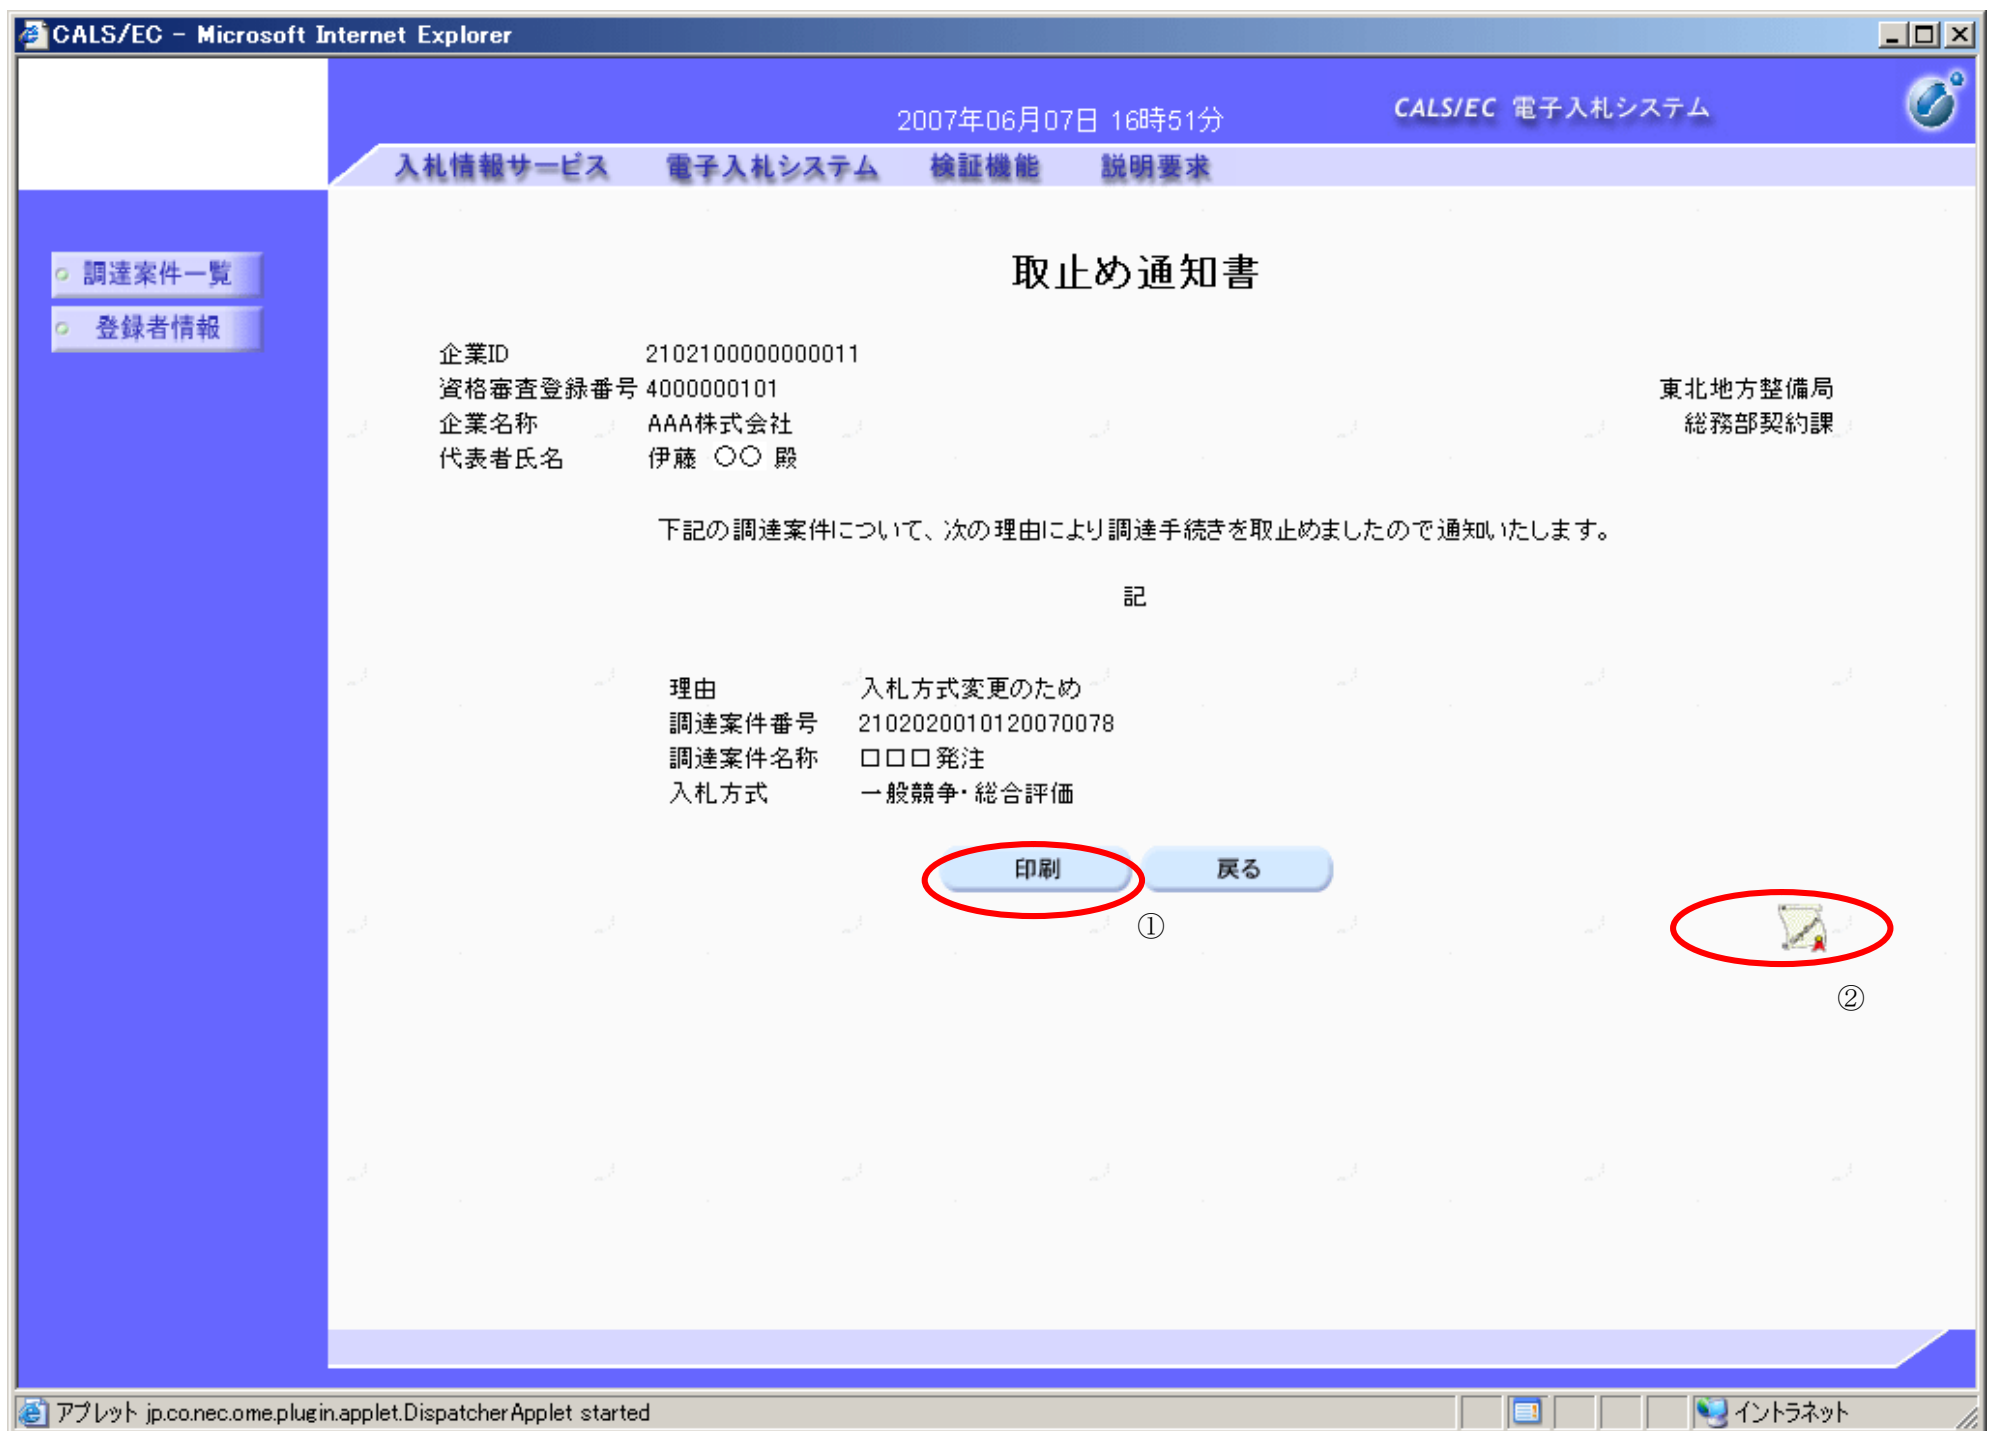 CALS/EC - Microsoft Internet Explorer
2007年06月07日 16時51分
CALS/EC 電子入札システム
入札情報サービス 電子入札システム 検証機能 説明要求
調達案件一覧
登録者情報
取止め通知書
企業ID 2102100000000011
資格審査登録番号 4000000101
東北地方整備局
企業名称 AAA株式会社
総務部契約課
代表者氏名 伊藤 〇〇 殿
下記の調達案件について、次の理由により調達手続きを取止めましたので通知いたします。
記
理由 入札方式変更のため
調達案件番号 2102020010120070078
調達案件名称 ロロロ発注
入札方式 一般競争・総合評価
印刷 戻る
①
②
アプレット jp.co.nec.ome.plugin.applet.DispatcherApplet started
イントラネット